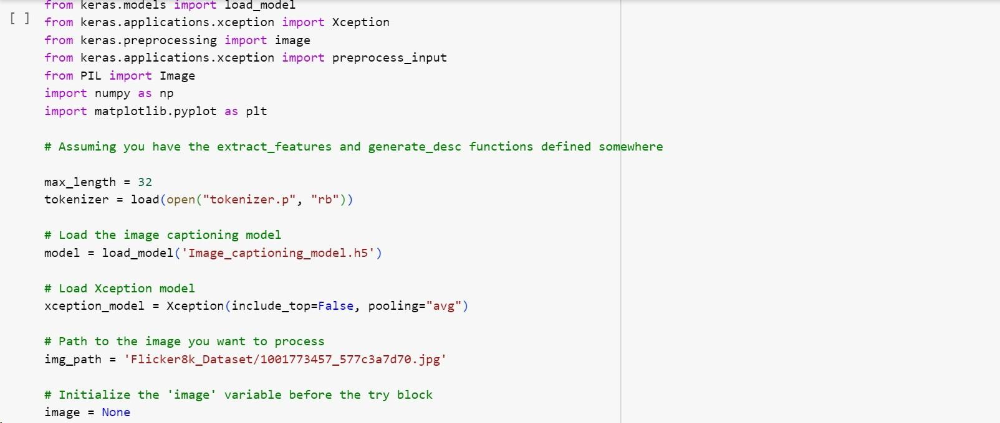 from keras.models import load_model
[ ] from keras.applications.xception import Xception
from keras.preprocessing import image
from keras.applications.xception import preprocess_input
from PIL import Image
import numpy as np
import matplotlib.pyplot as plt
# Assuming you have the extract_features and generate_desc functions defined somewhere
max_length = 32
tokenizer = load(open("tokenizer.p", "rb"))
# Load the image captioning model
model = load_model('Image_captioning_model.h5')
# Load Xception model
xception_model = Xception(include_top=False, pooling="avg")
# Path to the image you want to process
img_path = 'Flicker8k_Dataset/1001773457_577c3a7d70.jpg'
# Initialize the 'image' variable before the try block
image = None